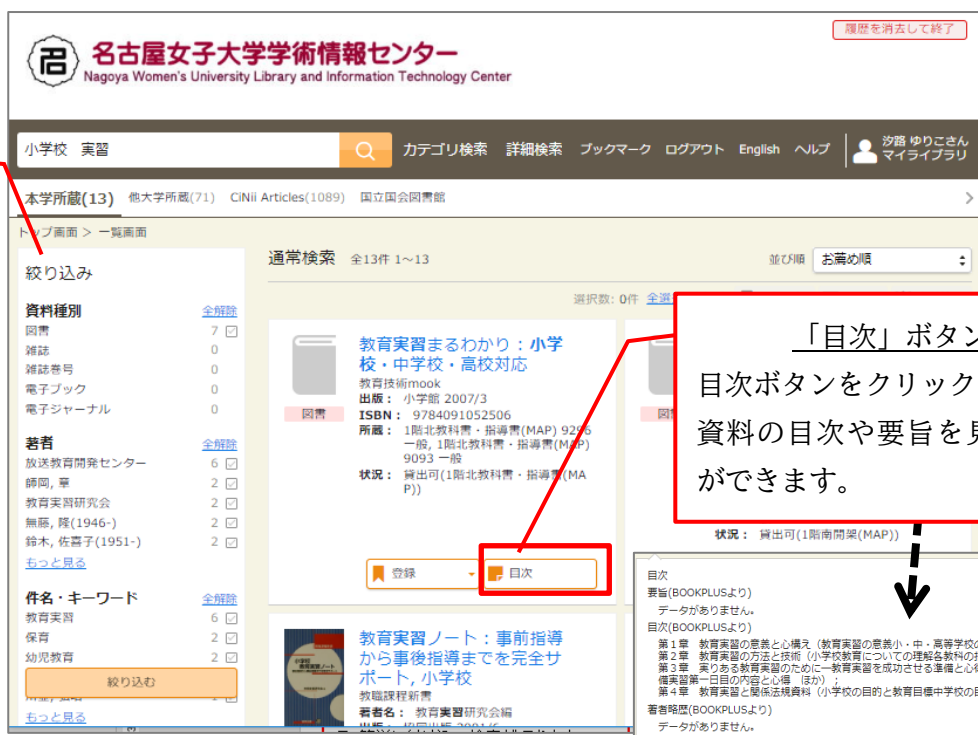 履歴を消去して終了
名古屋女子大学学術情報センター
Nagoya Women's University Library and Information Technology Center
小学校　実習
カテゴリ検索 詳細検索 ブックマーク ログアウト English ヘルプ
汐路 ゆりこさん
マイライブラリ
本学所蔵(13) 他大学所蔵(71) CiNii Articles(1089) 国立国会図書館
トップ画面 > 一覧画面
絞り込み
資料種別 全解除
図書 7
雑誌 0
雑誌巻号 0
電子ブック 0
電子ジャーナル 0
著者 全解除
放送教育開発センター 6
師岡, 章 2
教育実習研究会 2
無藤, 隆(1946-) 2
鈴木, 佐喜子(1951-) 2
もっと見る
件名・キーワード 全解除
教育実習 6
保育 2
幼児教育 2
絞り込む
もっと見る
通常検索 全13件 1～13
並び順 お薦め順
選択数: 0件 全選
図書
教育実習まるわかり : 小学
校・中学校・高校対応
教育技術mook
出版： 小学館 2007/3
ISBN： 9784091052506
所蔵： 1階北教科書・指導書(MAP) 9296
一般, 1階北教科書・指導書(MAP)
9093 一般
状況： 貸出可(1階北教科書・指導書(MA
P))
登録
目次
教育実習ノート : 事前指導
から事後指導までを完全サ
ポート, 小学校
教職課程新書
著者名： 教育実習研究会編
「目次」ボタン
目次ボタンをクリック
資料の目次や要旨を見
ができます。
状況： 貸出可(1階南開架(MAP))
目次
要旨(BOOKPLUSより)
データがありません。
目次(BOOKPLUSより)
第１章　教育実習の意義と心構え（教育実習の意義小・中・高等学校の
第２章　教育実習の方法と技術（小学校教育についての理解各教科の指
第３章　実りある教育実習のために―教育実習を成功させる準備と心得
備実習第一日目の内容と心得　ほか）；
第４章　教育実習と関係法規資料（小学校の目的と教育目標中学校の目
著者略歴(BOOKPLUSより)
データがありません。